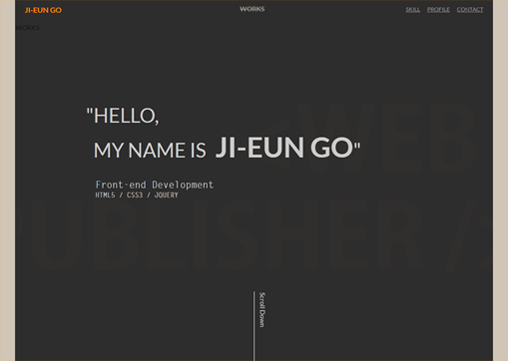 JI-EUN GO
WORKS
SKILL PROFILE CONTACT
WORKS
"HELLO,
MY NAME IS JI-EUN GO"
Front-end Development
HTML5 / CSS3 / JQUERY
WEB
PUBLISHER /
Scroll Down